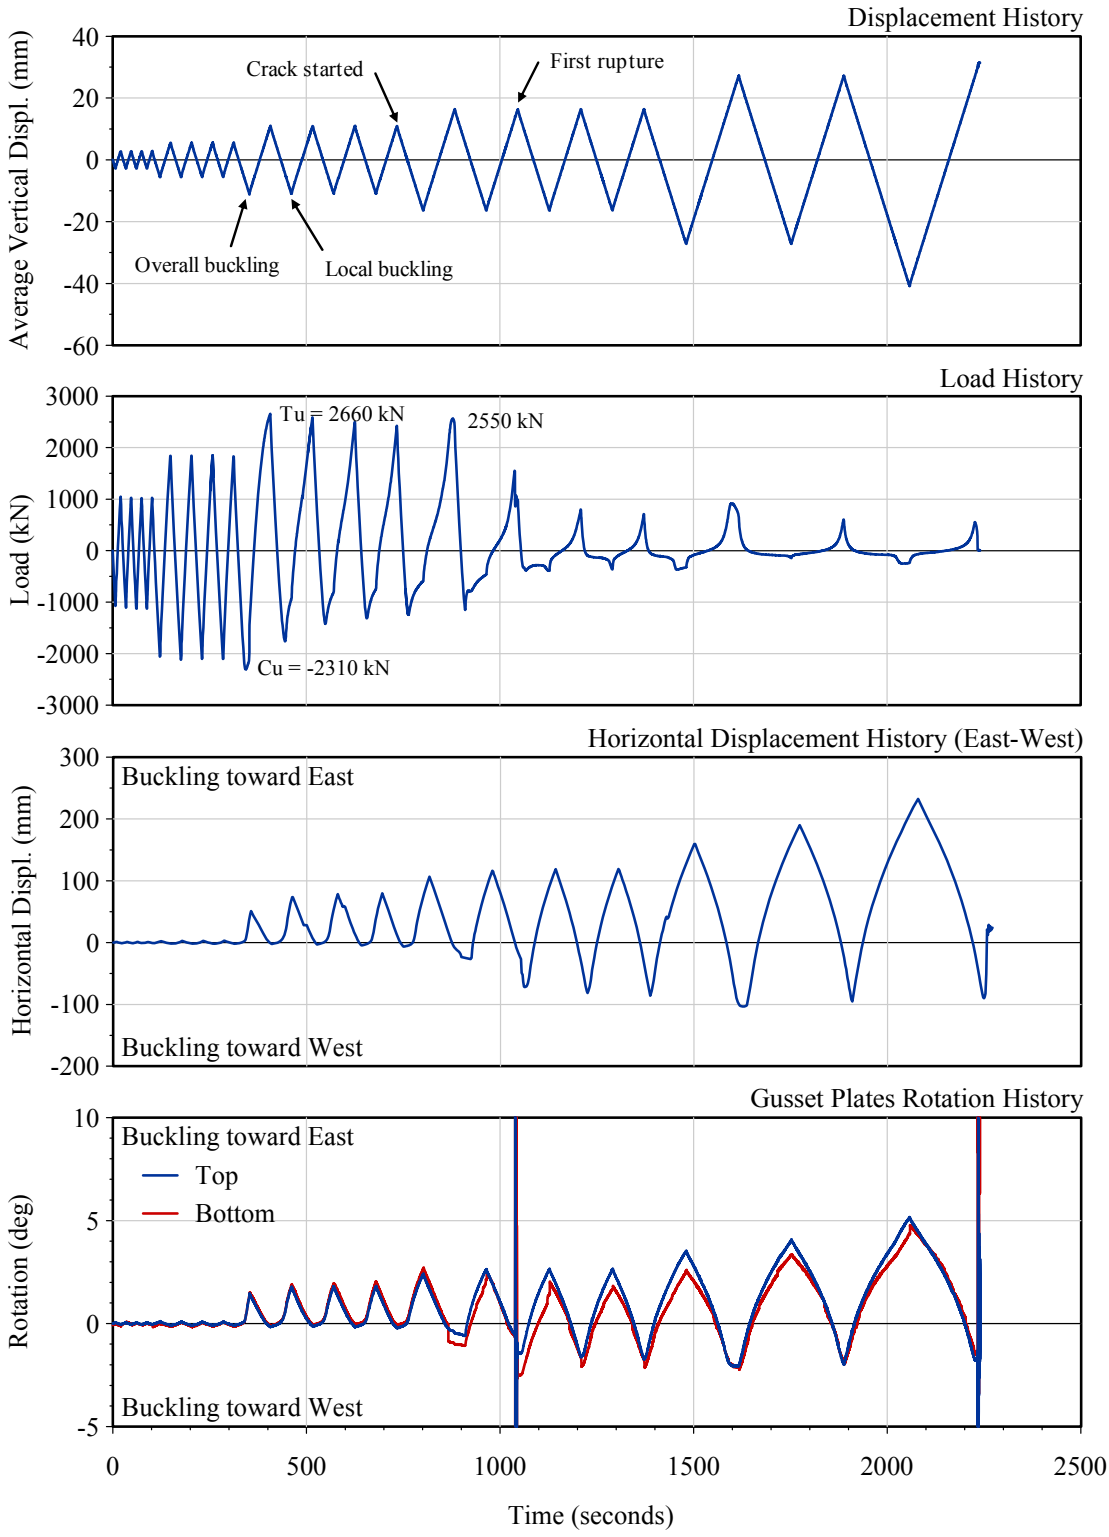 Displacement History
40
20
0
-20
-40
-60
Average Vertical Displ. (mm)
Crack started
First rupture
Overall buckling
Local buckling
Load History
3000
2000
1000
0
-1000
-2000
-3000
Load (kN)
Tu = 2660 kN
2550 kN
Cu = -2310 kN
Horizontal Displacement History (East-West)
300
200
100
0
-100
-200
Horizontal Displ. (mm)
Buckling toward East
Buckling toward West
Gusset Plates Rotation History
10
5
0
-5
Rotation (deg)
Buckling toward East
Top
Bottom
Buckling toward West
0 500 1000 1500 2000 2500
Time (seconds)